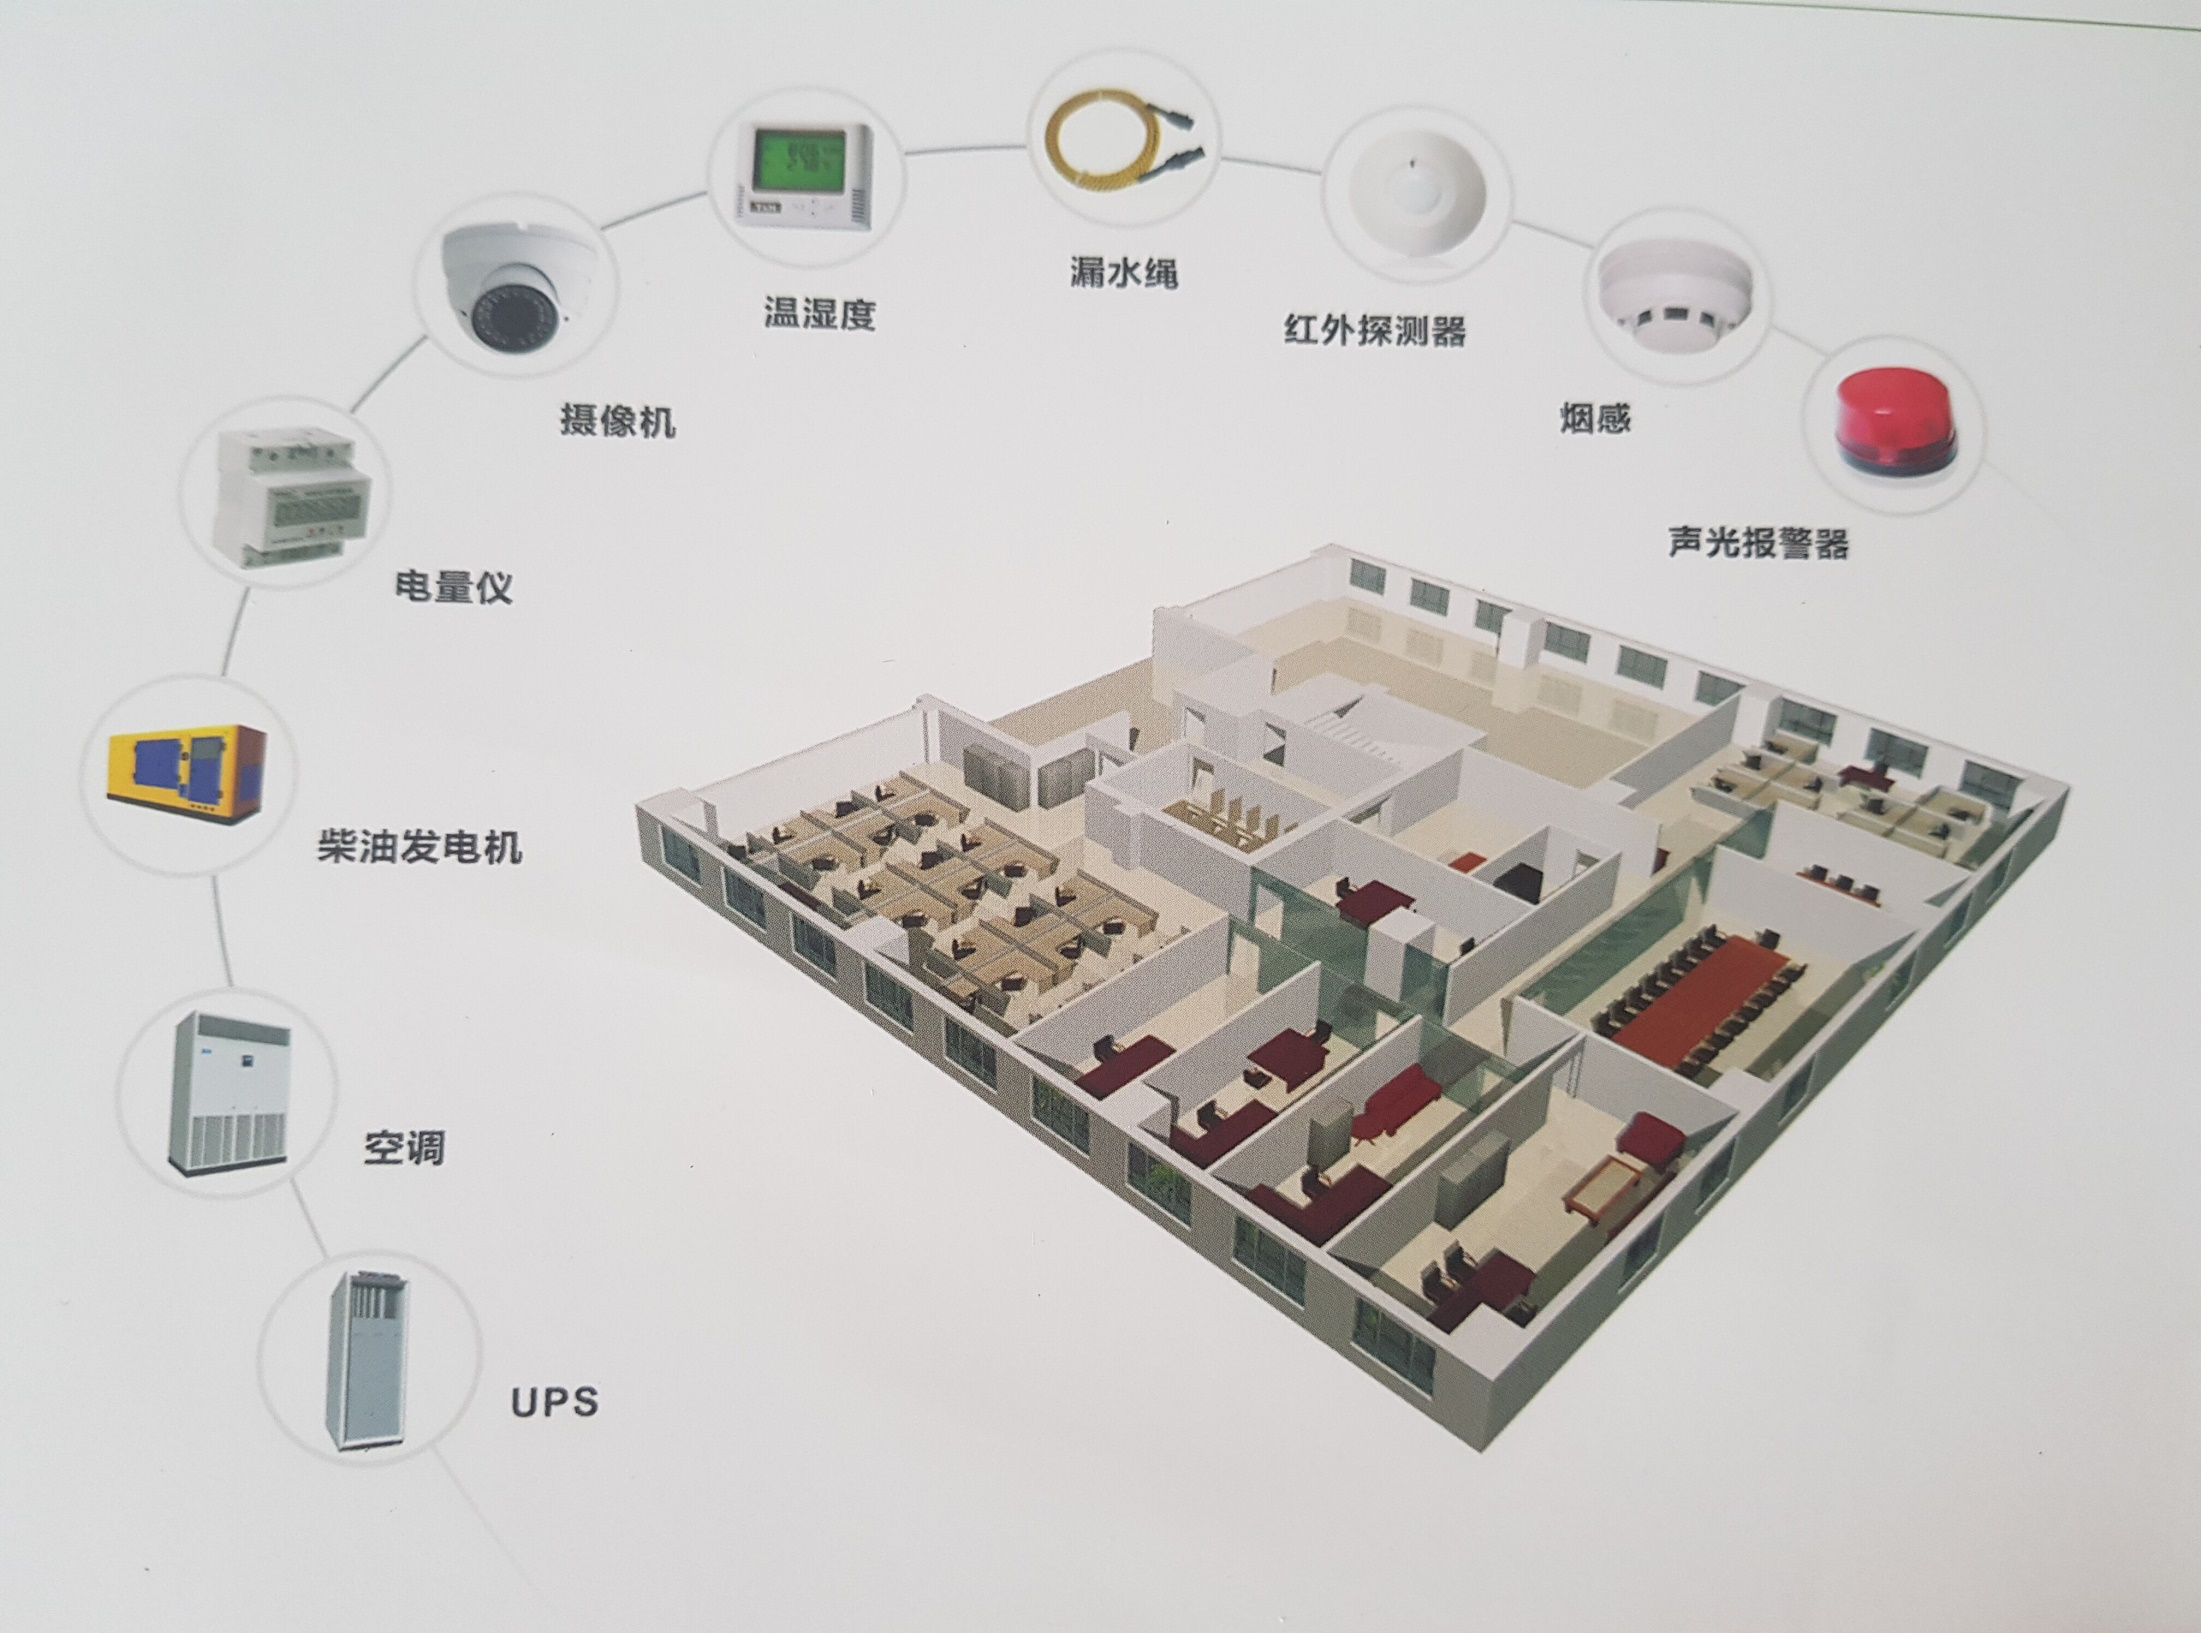 漏水绳
温湿度
红外探测器
摄像机
烟感
声光报警器
电量仪
柴油发电机
空调
UPS